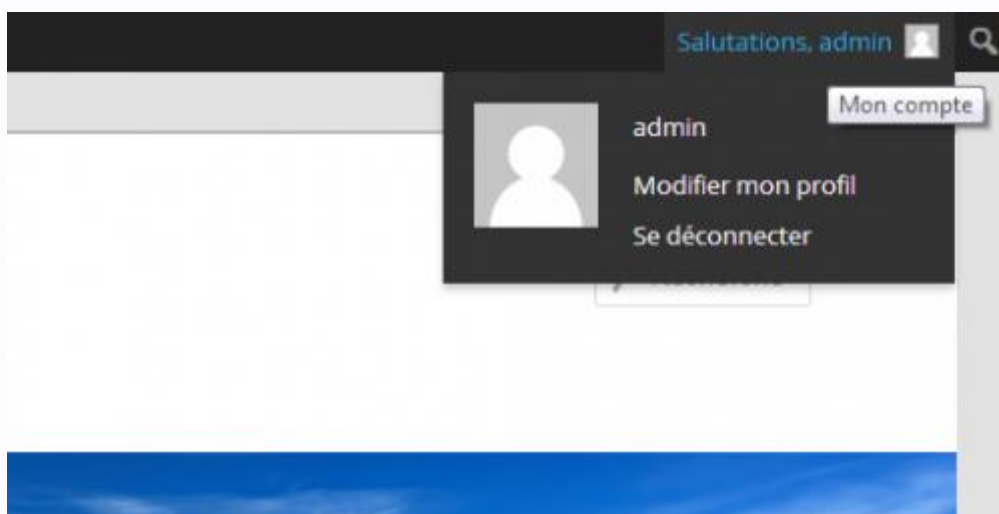 Salutations, admin
Mon compte
admin
Modifier mon profil
Se déconnecter